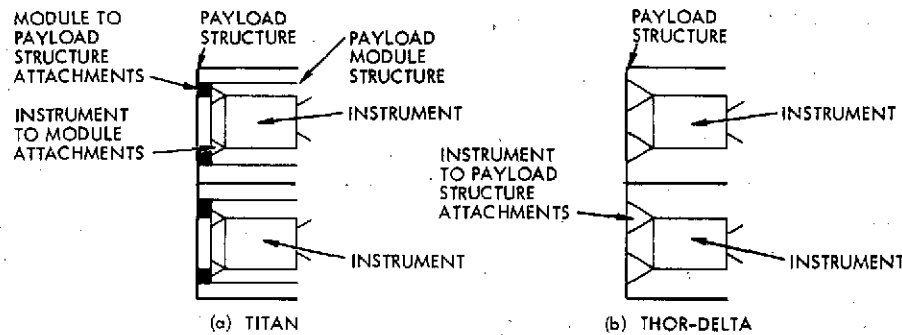 MODULE TO
PAYLOAD
STRUCTURE
ATTACHMENTS
PAYLOAD
STRUCTURE
PAYLOAD
MODULE
STRUCTURE
INSTRUMENT
TO MODULE
ATTACHMENTS
INSTRUMENT
INSTRUMENT
(a) TITAN
PAYLOAD
STRUCTURE
INSTRUMENT
INSTRUMENT
TO PAYLOAD
STRUCTURE
ATTACHMENTS
INSTRUMENT
(b) THOR-DELTA